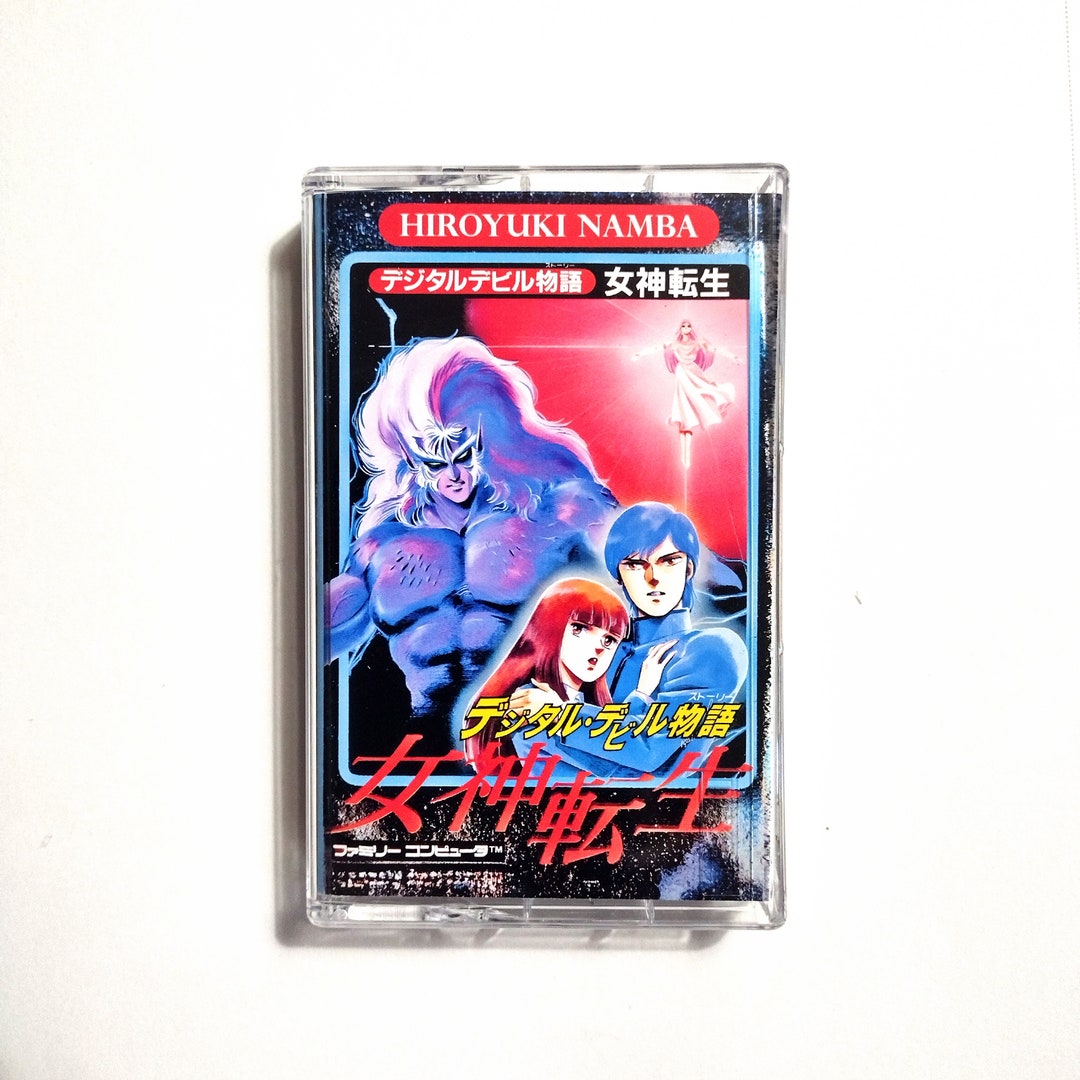 HIROYUKI NAMBA
ストーリー
デジタルデビル物語 女神転生
ストーリー
デジタル・デビル物語
女神転生
ファミリー コンピュータ™